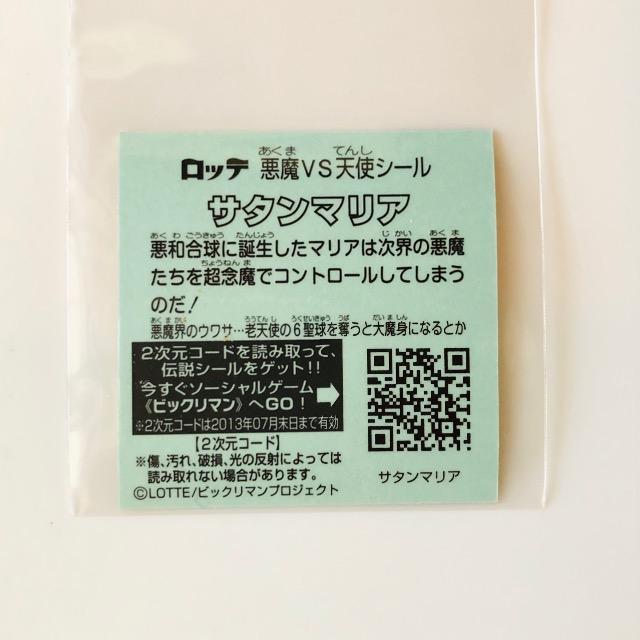 ロッテ 悪魔VS天使シール
サタンマリア
悪和合球に誕生したマリアは次界の悪魔
たちを超念魔でコントロールしてしまう
のだ!
悪魔界のウワサ…老天使の6聖球を奪うと大魔身になるとか
2次元コードを読み取って、
伝説シールをゲット!!
今すぐソーシャルゲーム
《ビックリマン》へGO!
※2次元コードは2013年07月末日まで有効
【2次元コード】
※傷、汚れ、破損、光の反射によっては
読み取れない場合があります。
©LOTTE/ビックリマンプロジェクト
サタンマリア